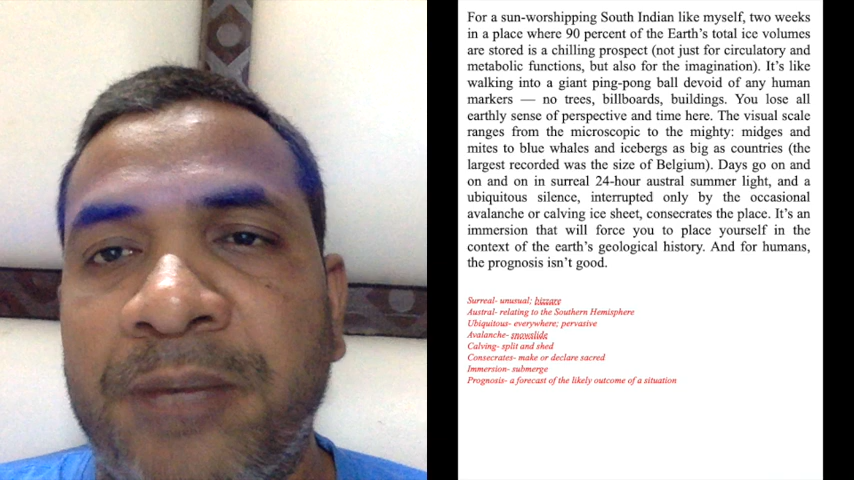 For a sun-worshipping South Indian like myself, two weeks
in a place where 90 percent of the Earth's total ice volumes
are stored is a chilling prospect (not just for circulatory and
metabolic functions, but also for the imagination). It's like
walking into a giant ping-pong ball devoid of any human
markers — no trees, billboards, buildings. You lose all
earthly sense of perspective and time here. The visual scale
ranges from the microscopic to the mighty: midges and
mites to blue whales and icebergs as big as countries (the
largest recorded was the size of Belgium). Days go on and
on and on in surreal 24-hour austral summer light, and a
ubiquitous silence, interrupted only by the occasional
avalanche or calving ice sheet, consecrates the place. It's an
immersion that will force you to place yourself in the
context of the earth's geological history. And for humans,
the prognosis isn't good.
Surreal- unusual; bizzare
Austral- relating to the Southern Hemisphere
Ubiquitous- everywhere; pervasive
Avalanche- snowslide
Calving- split and shed
Consecrates- make or declare sacred
Immersion- submerge
Prognosis- a forecast of the likely outcome of a situation